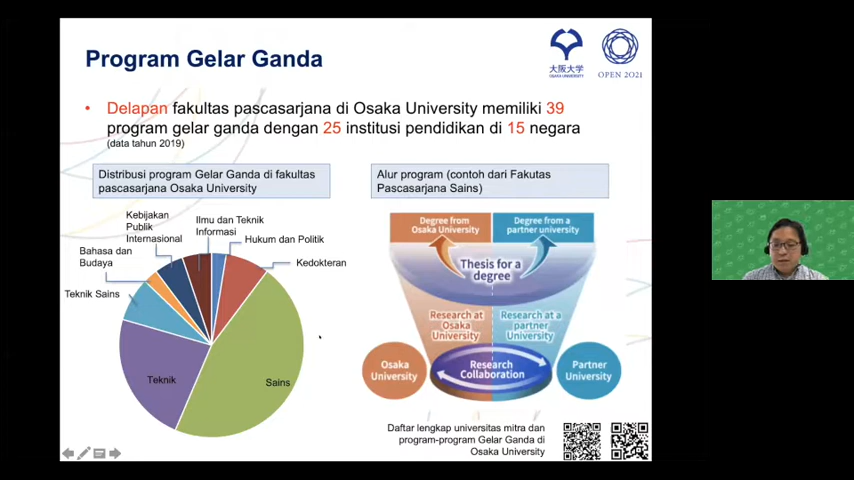 Program Gelar Ganda
大阪大学
OSAKA UNIVERSITY
OPEN 2021
• Delapan fakultas pascasarjana di Osaka University memiliki 39
program gelar ganda dengan 25 institusi pendidikan di 15 negara
(data tahun 2019)
Distribusi program Gelar Ganda di fakultas
pascasarjana Osaka University
Kebijakan
Publik
Internasional
Ilmu dan Teknik
Informasi
Hukum dan Politik
Bahasa dan
Budaya
Kedokteran
Teknik Sains
Teknik
Sains
Alur program (contoh dari Fakutas
Pascasarjana Sains)
Degree from
Osaka University
Degree from a
partner university
Thesis for a
degree
Research at
Osaka
University
Research at a
partner
University
Osaka
University
Research
Collaboration
Partner
University
Daftar lengkap universitas mitra dan
program-program Gelar Ganda di
Osaka University